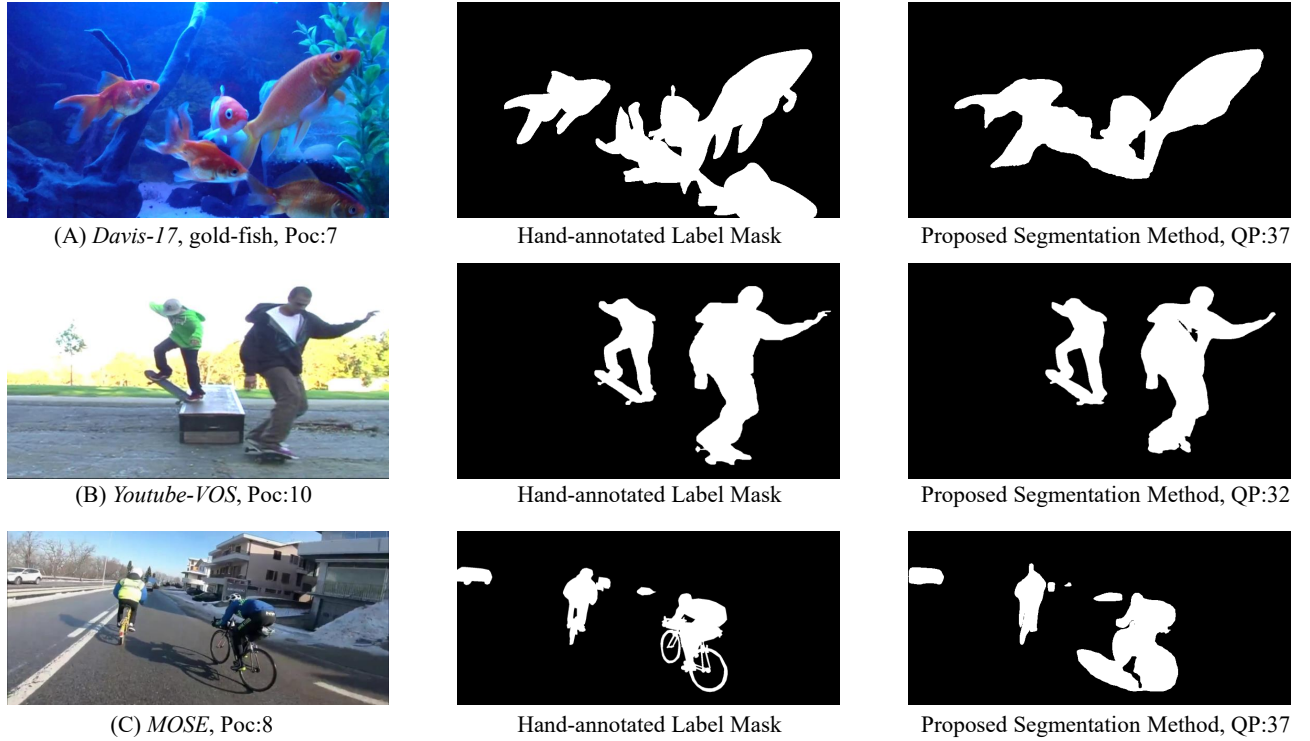 (A) Davis-17, gold-fish, Poc:7
Hand-annotated Label Mask
Proposed Segmentation Method, QP:37
(B) Youtube-VOS, Poc:10
Hand-annotated Label Mask
Proposed Segmentation Method, QP:32
(C) MOSE, Poc:8
Hand-annotated Label Mask
Proposed Segmentation Method, QP:37